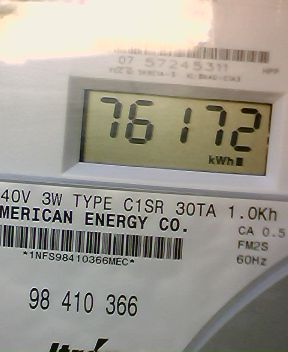 07 57245311
76172
kWh
40V 3W TYPE C1SR 30TA 1.0Kh
MERICAN ENERGY CO.
CA 0.5
FM2S
60Hz
*1NFS98410366MEC*
98 410 366